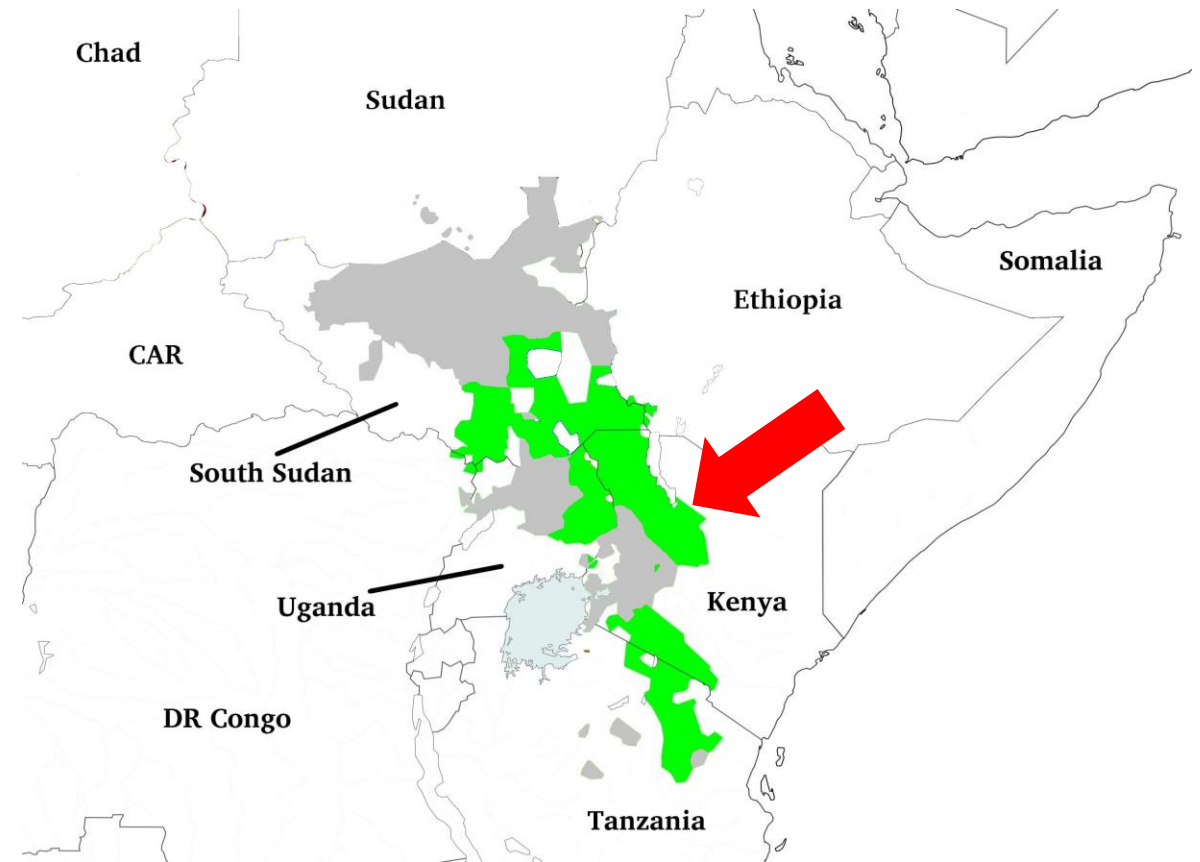 Chad
Sudan
Somalia
Ethiopia
CAR
South Sudan
Uganda
Kenya
DR Congo
Tanzania